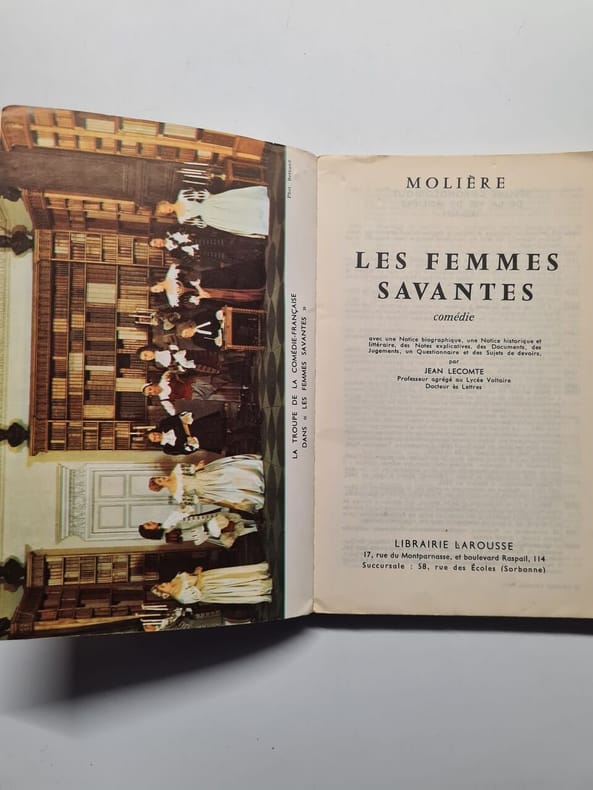 Phot. Bernand
LA TROUPE DE LA COMÉDIE-FRANÇAISE
DANS « LES FEMMES SAVANTES »
MOLIÈRE
LES FEMMES
SAVANTES
comédie
avec une Notice biographique, une Notice historique et
littéraire, des Notes explicatives, des Documents, des
Jugements, un Questionnaire et des Sujets de devoirs,
par
JEAN LECOMTE
Professeur agrégé au Lycée Voltaire
Docteur ès Lettres
LIBRAIRIE LAROUSSE
17, rue du Montparnasse, et boulevard Raspail, 114
Succursale : 58, rue des Écoles (Sorbonne)